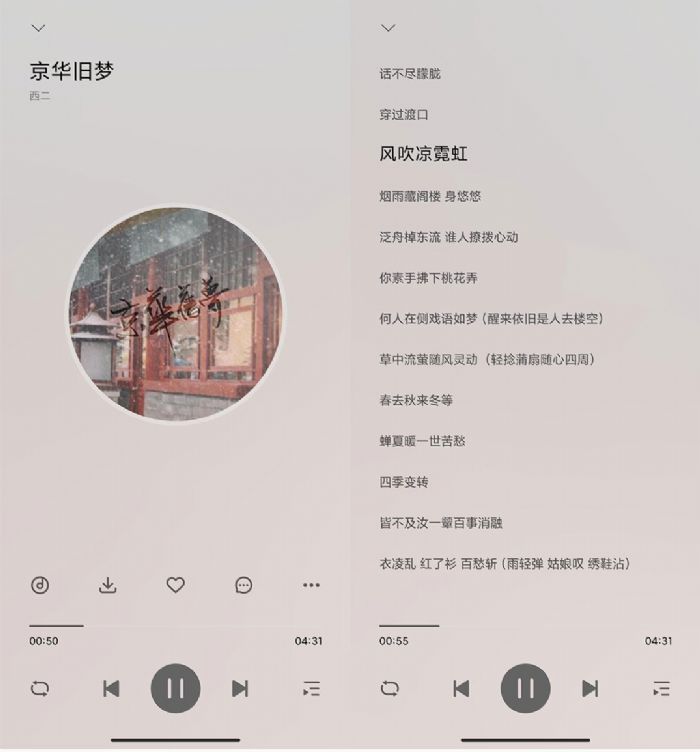 京华旧梦
西二
京華舊夢
00:50
04:31
话不尽朦胧
穿过渡口
风吹凉霓虹
烟雨藏阁楼 身悠悠
泛舟掉东流 谁人撩拨心动
你素手拂下桃花弄
何人在侧戏语如梦 (醒来依旧是人去楼空)
草中流萤随风灵动 (轻捻蒲扇随心四周)
春去秋来冬等
蝉夏暖一世苦愁
四季变转
皆不及汝一颦百事消融
衣凌乱 红了衫 百愁斩 (雨轻弹 姑娘叹 绣鞋沾)
00:55
04:31